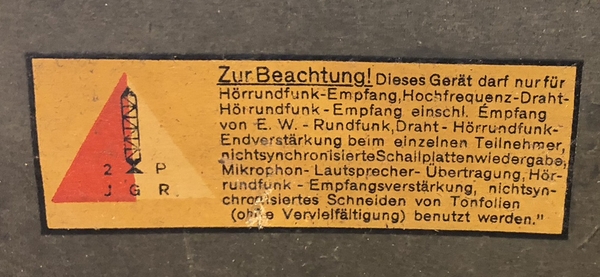 Zur Beachtung! Dieses Gerät darf nur für
Hörrundfunk-Empfang, Hochfrequenz-Draht-
Hörrundfunk - Empfang einschl. Empfang
von E. W. - Rundfunk, Draht - Hörrundfunk-
Endverstärkung beim einzelnen Teilnehmer,
nichtsynchronisierte Schallplattenwiedergabe,
Mikrophon- Lautsprecher- Übertragung, Hör-
rundfunk - Empfangsverstärkung, nichtsyn-
chronisiertes Schneiden von Tonfolien
(ohne Vervielfältigung) benutzt werden."
2 P
J G R